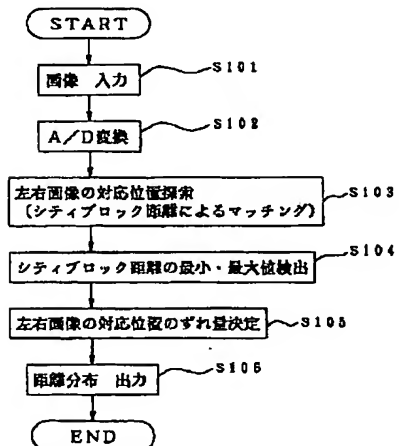 START
画像 入力
S101
A/D変換
S102
左右画像の対応位置探索
(シティブロック距離によるマッチング)
S103
シティブロック距離の最小・最大値検出
S104
左右画像の対応位置のずれ量決定
S105
距離分布 出力
S106
END